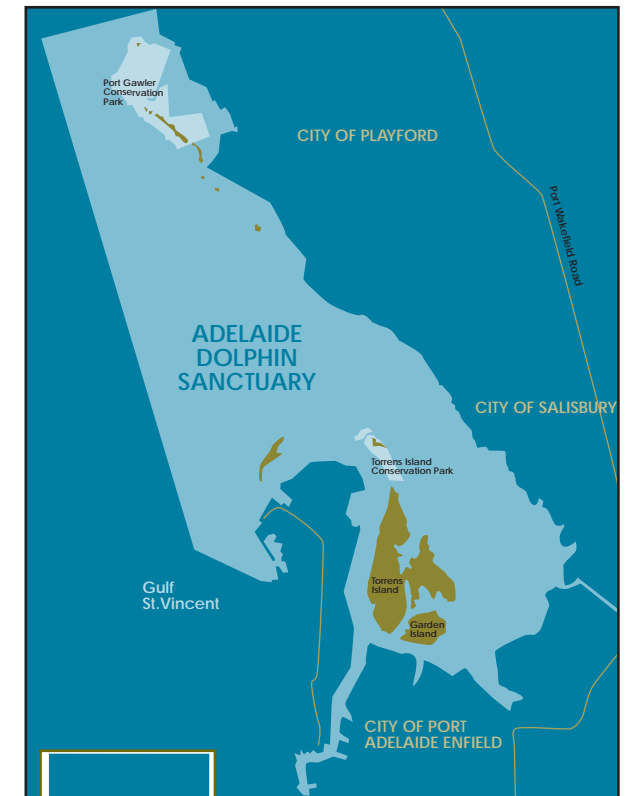 Port Gawler
Conservation
Park
CITY OF PLAYFORD
Port Wakefield Road
ADELAIDE
DOLPHIN
SANCTUARY
CITY OF SALISBURY
Torrens Island
Conservation Park
Gulf
St.Vincent
Torrens
Island
Garden
Island
CITY OF PORT
ADELAIDE ENFIELD